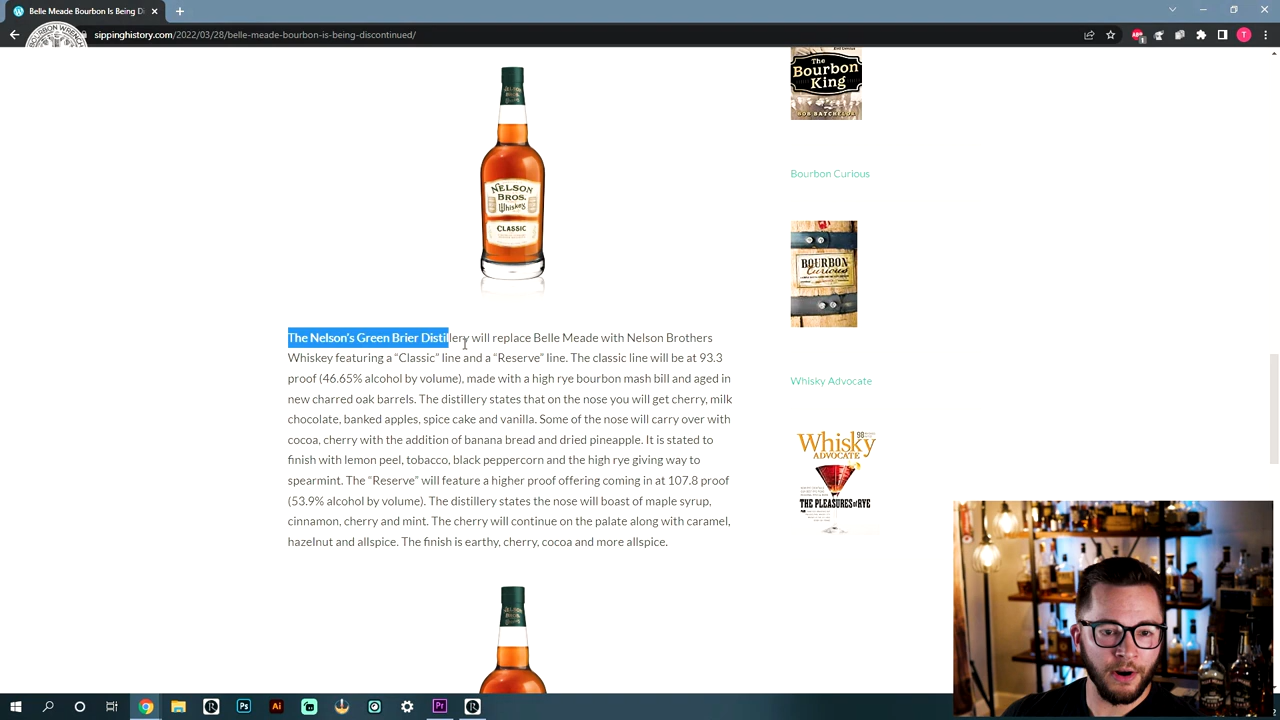 Belle Meade Bourbon Is Being Di
BOURBON WRENCH
sippinghistory.com/2022/03/28/belle-meade-bourbon-is-being-discontinued/
The
Bourbon
King
BOB BATCHELOR
NELSON
BROS.
Whiskey
CLASSIC
Bourbon Curious
BOURBON
Curious
The Nelson’s Green Brier Distillery will replace Belle Meade with Nelson Brothers
Whiskey featuring a “Classic” line and a “Reserve” line. The classic line will be at 93.3
proof (46.65% alcohol by volume), made with a high rye bourbon mash bill and aged in
new charred oak barrels. The distillery states that on the nose you will get cherry, milk
chocolate, banked apples, spice cake and vanilla. Some of the nose will carry over with
cocoa, cherry with the addition of banana bread and dried pineapple. It is stated to
finish with lemon peel, tobacco, black peppercorn and the high rye giving way to
spearmint. The “Reserve” will feature a higher proof offering coming in at 107.8 proof
(53.9% alcohol by volume). The distillery states the nose will boast of maple syrup,
cinnamon, cherry and mint. The cherry will continue on the palate along with caramel,
hazelnut and allspice. The finish is earthy, cherry, cocoa and more allspice.
Whisky Advocate
Whisky
ADVOCATE
THE PLEASURES of RYE